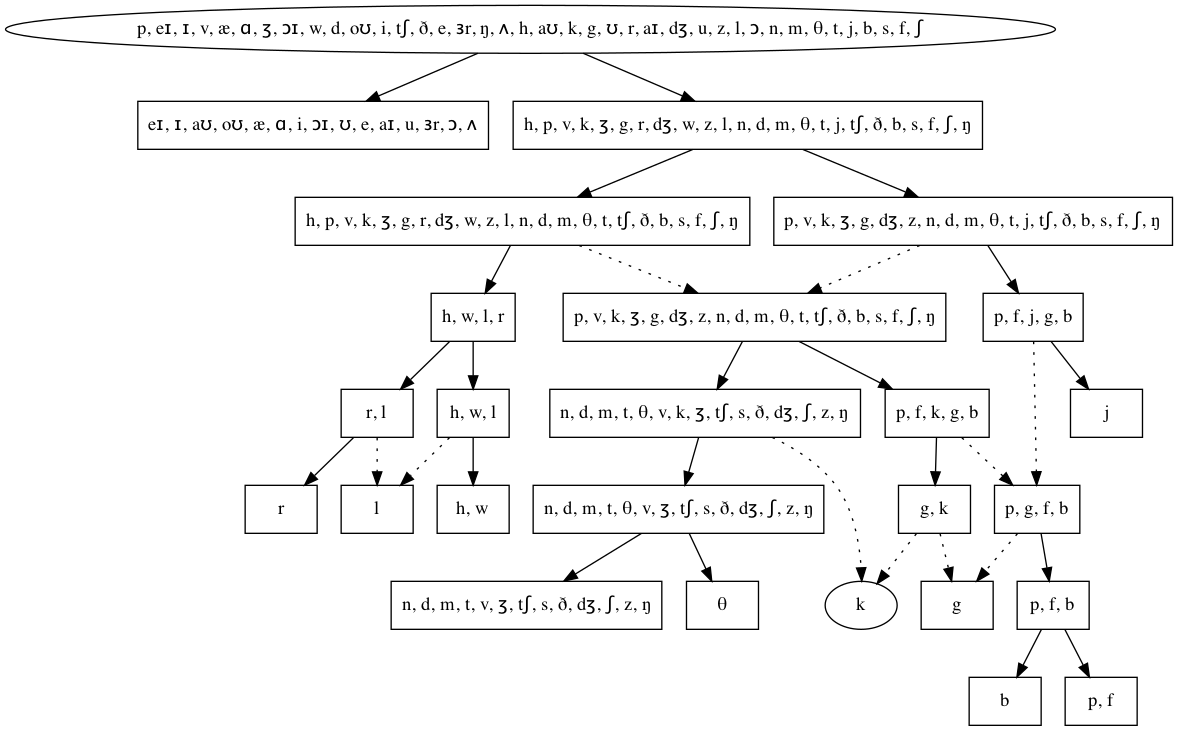 p, eɪ, ɪ, v, æ, ɑ, ʒ, ɔɪ, w, d, oʊ, i, tʃ, ð, e, ɜr, ŋ, ʌ, h, aʊ, k, g, ʊ, r, aɪ, dʒ, u, z, l, ɔ, n, m, θ, t, j, b, s, f, ʃ
eɪ, ɪ, aʊ, oʊ, æ, ɑ, i, ɔɪ, ʊ, e, aɪ, u, ɜr, ɔ, ʌ
h, p, v, k, ʒ, g, r, dʒ, w, z, l, n, d, m, θ, t, j, tʃ, ð, b, s, f, ʃ, ŋ
h, p, v, k, ʒ, g, r, dʒ, w, z, l, n, d, m, θ, t, tʃ, ð, b, s, f, ʃ, ŋ
p, v, k, ʒ, g, dʒ, z, n, d, m, θ, t, j, tʃ, ð, b, s, f, ʃ, ŋ
h, w, l, r
p, v, k, ʒ, g, dʒ, z, n, d, m, θ, t, tʃ, ð, b, s, f, ʃ, ŋ
p, f, j, g, b
r, l
h, w, l
n, d, m, t, θ, v, k, ʒ, tʃ, s, ð, dʒ, ʃ, z, ŋ
p, f, k, g, b
j
r
l
h, w
n, d, m, t, θ, v, ʒ, tʃ, s, ð, dʒ, ʃ, z, ŋ
g, k
p, g, f, b
n, d, m, t, v, ʒ, tʃ, s, ð, dʒ, ʃ, z, ŋ
θ
k
g
p, f, b
b
p, f